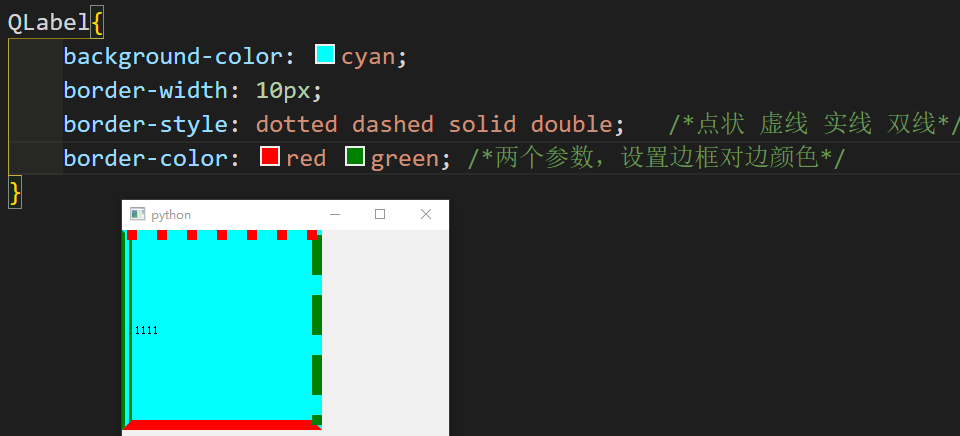 QLabel{
background-color: cyan;
border-width: 10px;
border-style: dotted dashed solid double; /*点状 虚线 实线 双线*/
border-color: red green; /*两个参数，设置边框对边颜色*/
}
python
1111